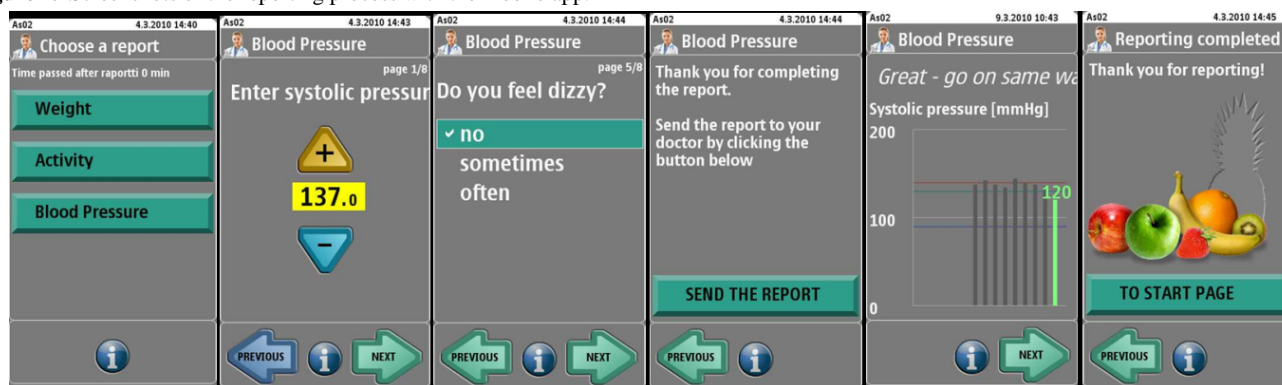 As02 4.3.2010 14:40
Choose a report
Time passed after raportti 0 min
Weight
Activity
Blood Pressure
As02 4.3.2010 14:43
Blood Pressure
page 1/8
Enter systolic pressur
+
137.0
−
PREVIOUS NEXT
As02 4.3.2010 14:44
Blood Pressure
page 5/8
Do you feel dizzy?
no
sometimes
often
PREVIOUS NEXT
As02 4.3.2010 14:44
Blood Pressure
Thank you for completing
the report.
Send the report to your
doctor by clicking the
button below
SEND THE REPORT
PREVIOUS
As02 9.3.2010 10:43
Blood Pressure
Great - go on same wa
Systolic pressure [mmHg]
200
120
100
0
NEXT
As02 4.3.2010 14:45
Reporting completed
Thank you for reporting!
TO START PAGE
PREVIOUS